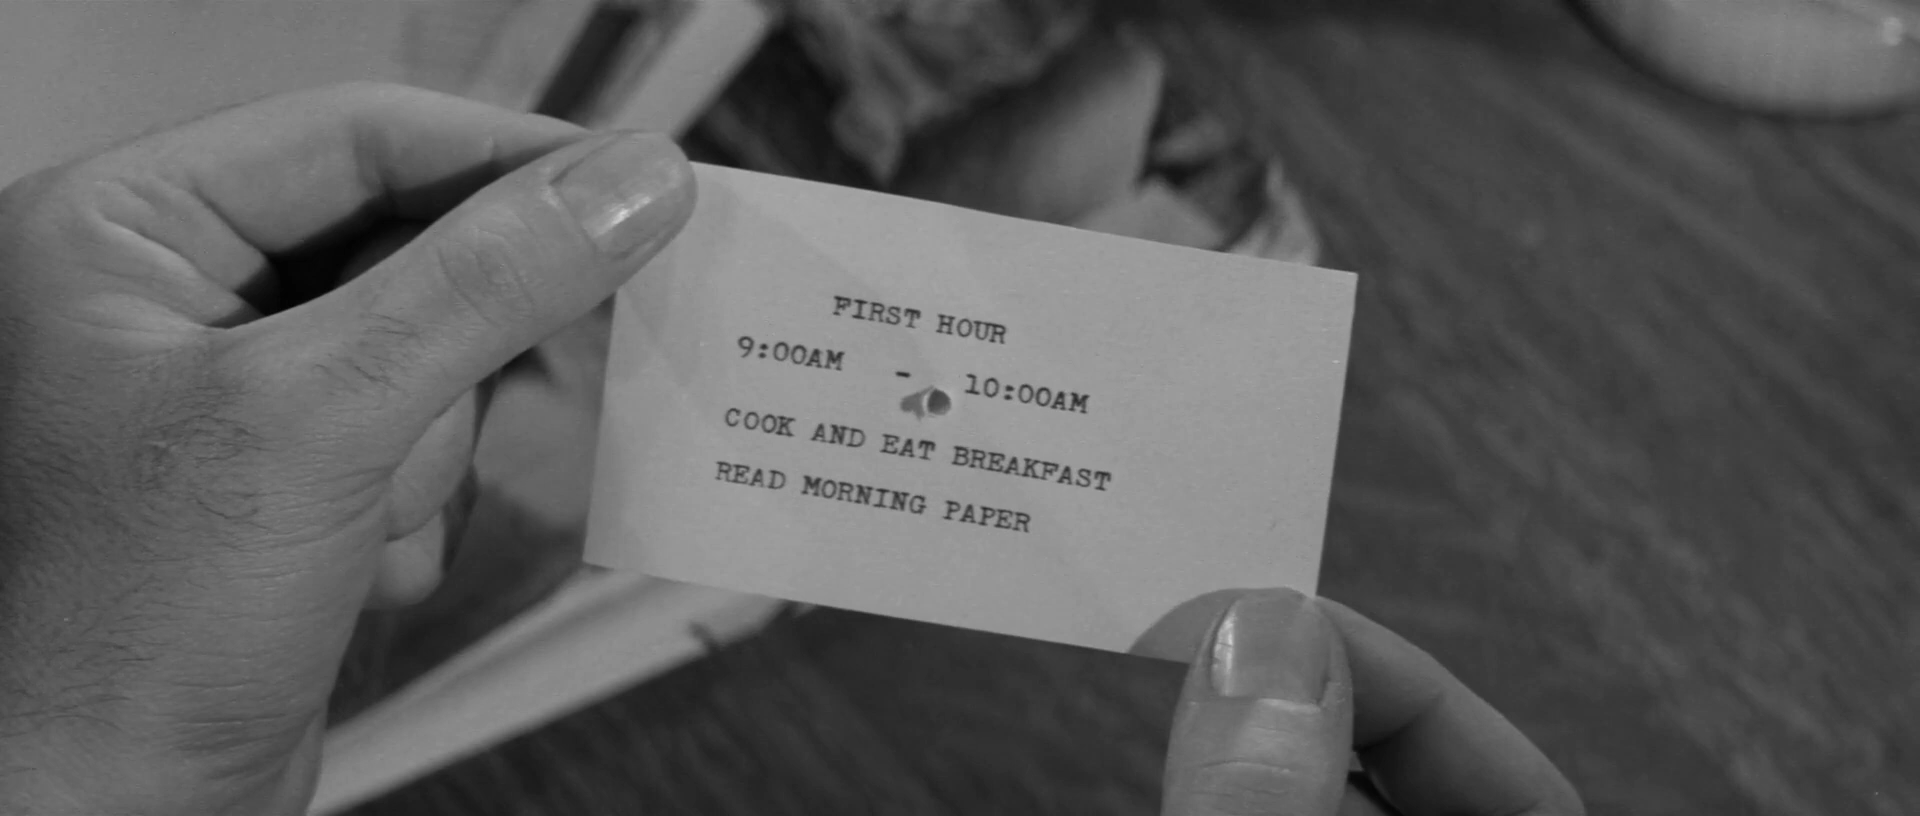 FIRST HOUR
9:00AM - 10:00AM
COOK AND EAT BREAKFAST
READ MORNING PAPER